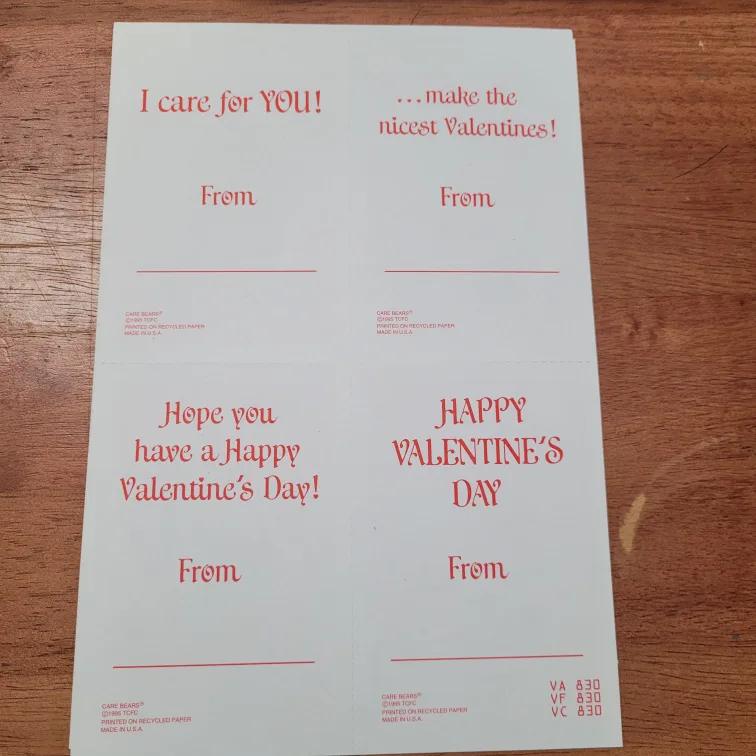 I care for YOU!
From
CARE BEARS®
©1995 TCFC
PRINTED ON RECYCLED PAPER
MADE IN U.S.A.
...make the
nicest Valentines!
From
CARE BEARS®
©1995 TCFC
PRINTED ON RECYCLED PAPER
MADE IN U.S.A.
Hope you
have a Happy
Valentine's Day!
From
CARE BEARS®
©1995 TCFC
PRINTED ON RECYCLED PAPER
MADE IN U.S.A.
HAPPY
VALENTINE'S
DAY
From
CARE BEARS®
©1995 TCFC
PRINTED ON RECYCLED PAPER
MADE IN U.S.A.
VA 830
VF 830
VC 830